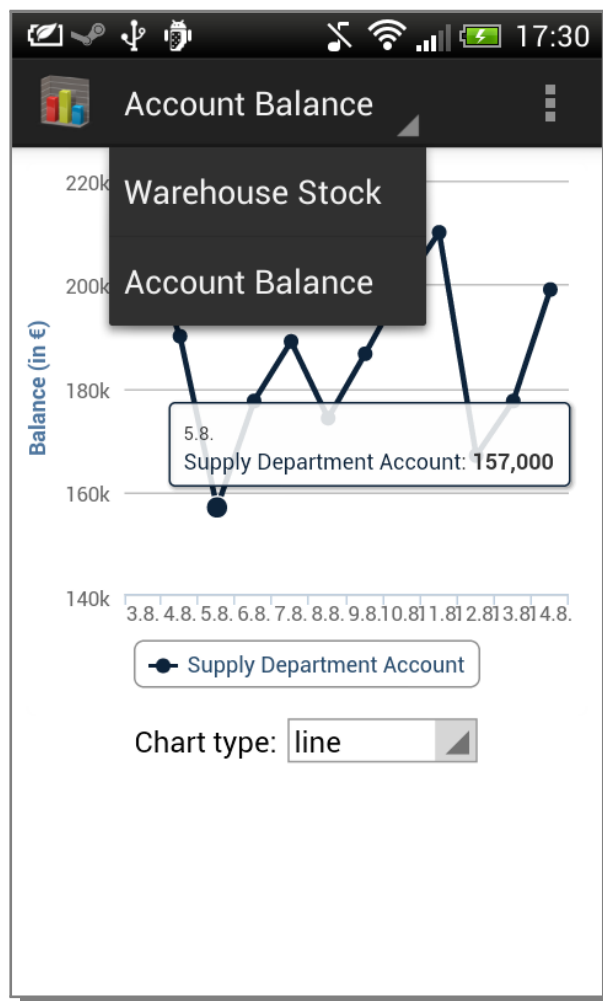 17:30
Account Balance
Warehouse Stock
Account Balance
220k
200k
180k
160k
140k
Balance (in €)
5.8.
Supply Department Account: 157,000
3.8. 4.8. 5.8. 6.8. 7.8. 8.8. 9.8. 10.8 11.8 12.8 13.8 14.8.
Supply Department Account
Chart type: line